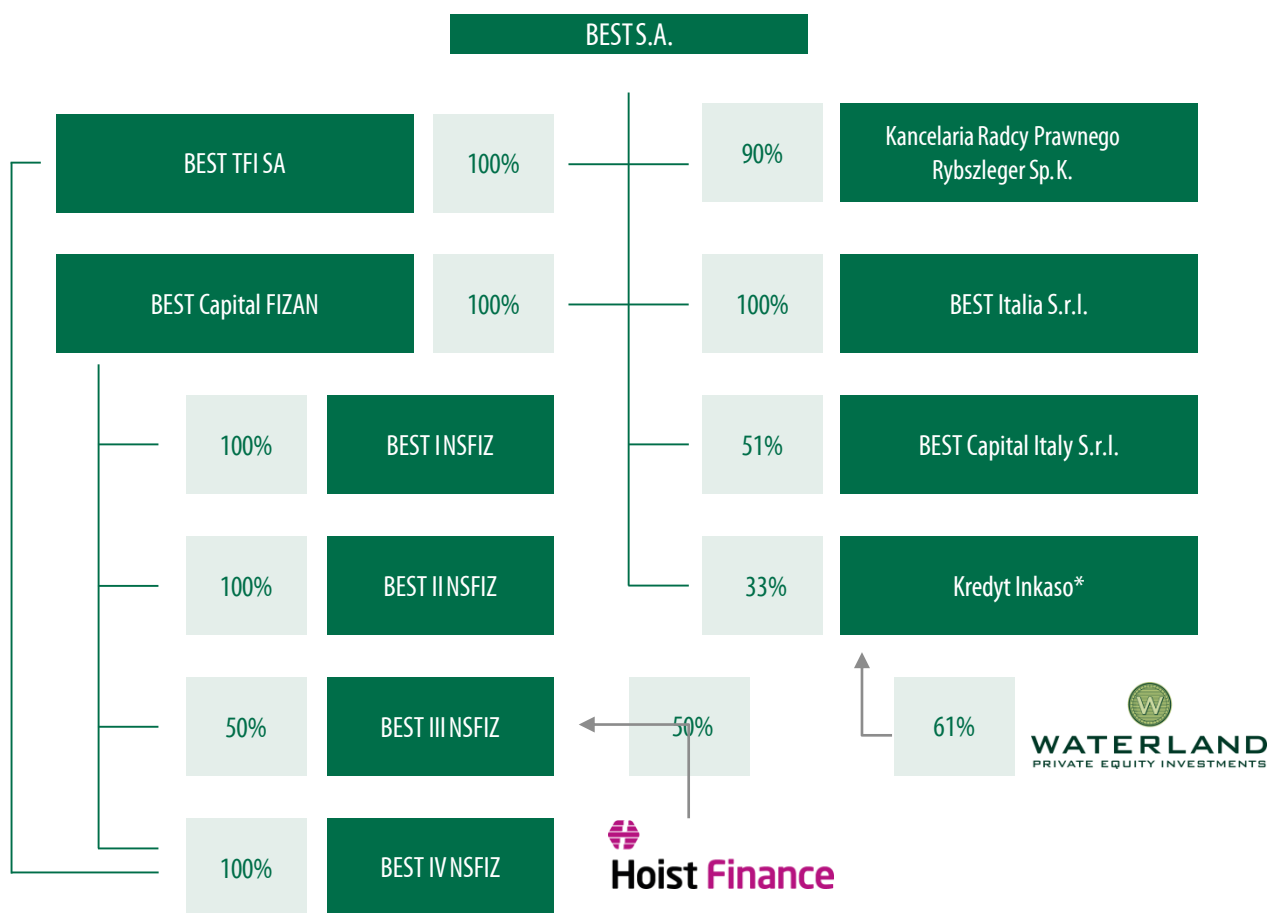 BEST S.A.
BEST TFI SA
100%
90%
Kancelaria Radcy Prawnego
Rybszleger Sp. K.
BEST Capital FIZAN
100%
100%
BEST Italia S.r.l.
100%
BEST I NSFIZ
51%
BEST Capital Italy S.r.l.
100%
BEST II NSFIZ
33%
Kredyt Inkaso*
50%
BEST III NSFIZ
50%
61%
W
WATERLAND
PRIVATE EQUITY INVESTMENTS
100%
BEST IV NSFIZ
Hoist Finance